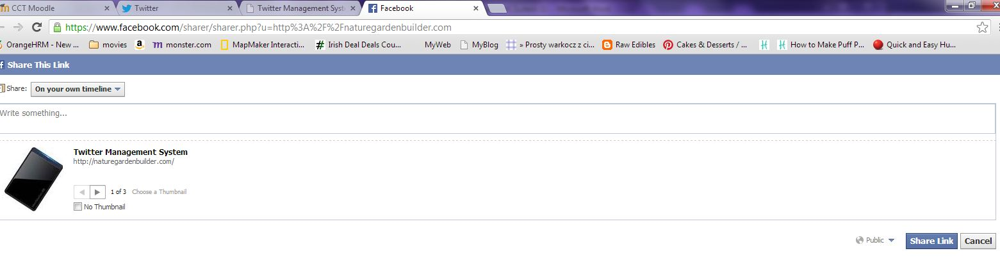 CCT Moodle
Twitter
Twitter Management Syst
Facebook
https://www.facebook.com/sharer/sharer.php?u=http%3A%2F%2Fnaturegardenbuilder.com
OrangeHRM - New ... movies monster.com MapMaker Interacti... Irish Deal Deals Cou... MyWeb MyBlog » Prosty warkocz z ci... Raw Edibles Cakes & Desserts / ... How to Make Puff P... Quick and Easy Hu...
Share This Link
Share: On your own timeline
Write something...
Twitter Management System
http://naturegardenbuilder.com/
1 of 3 Choose a Thumbnail
No Thumbnail
Public Share Link Cancel